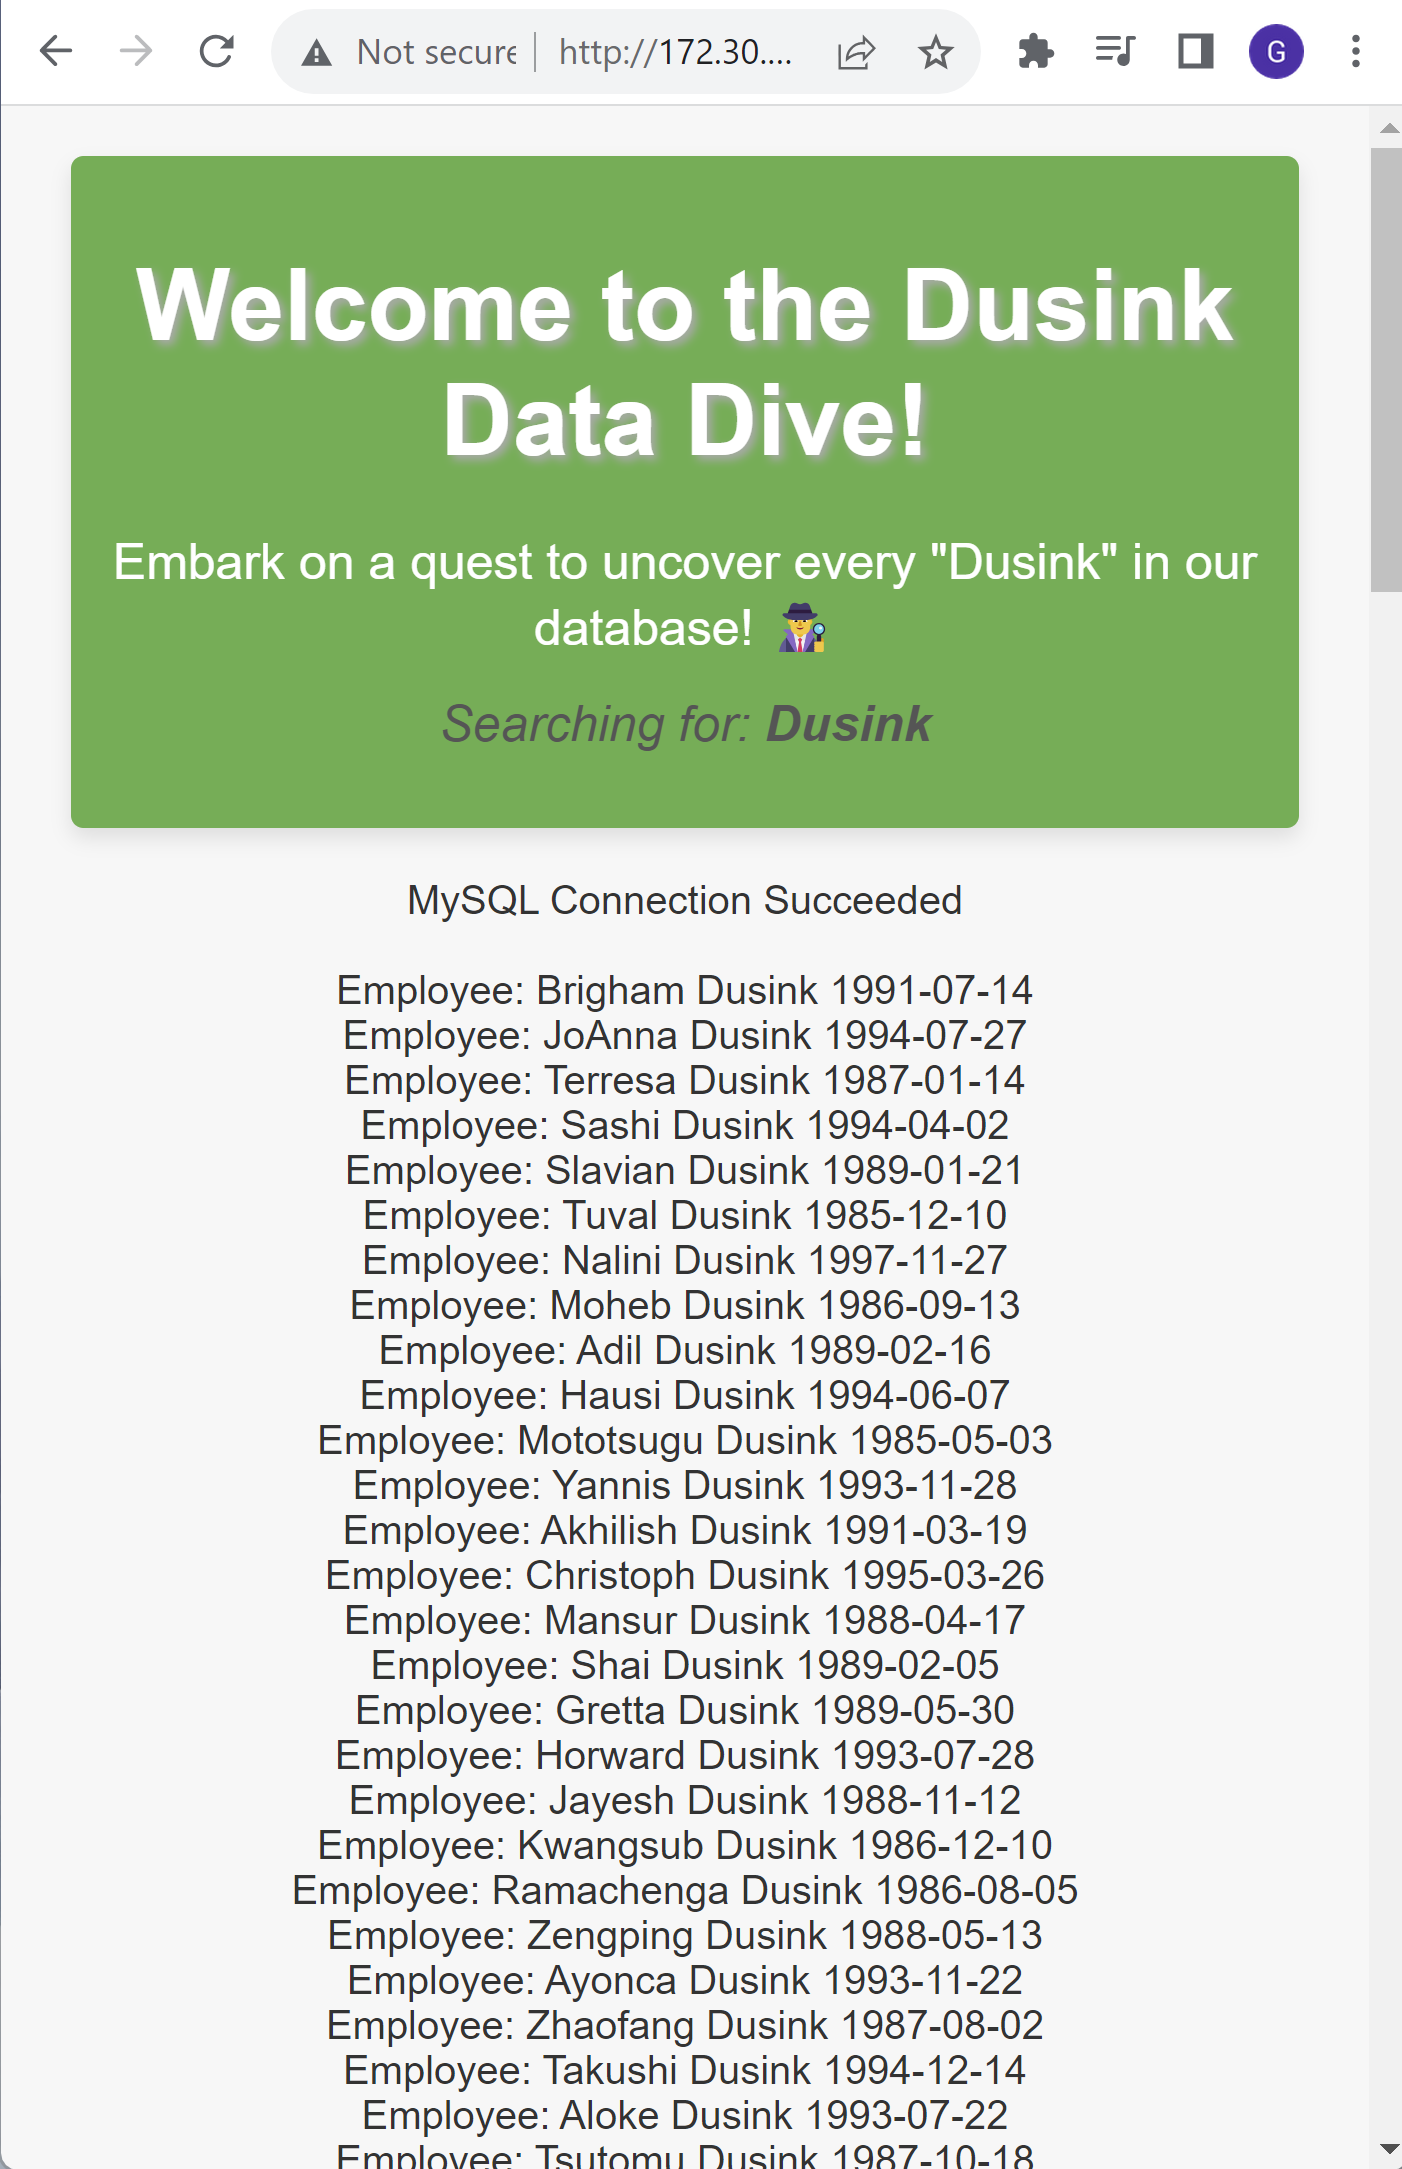 Not secure http://172.30.... G
Welcome to the Dusink
Data Dive!
Embark on a quest to uncover every "Dusink" in our
database!
Searching for: Dusink
MySQL Connection Succeeded
Employee: Brigham Dusink 1991-07-14
Employee: JoAnna Dusink 1994-07-27
Employee: Terresa Dusink 1987-01-14
Employee: Sashi Dusink 1994-04-02
Employee: Slavian Dusink 1989-01-21
Employee: Tuval Dusink 1985-12-10
Employee: Nalini Dusink 1997-11-27
Employee: Moheb Dusink 1986-09-13
Employee: Adil Dusink 1989-02-16
Employee: Hausi Dusink 1994-06-07
Employee: Mototsugu Dusink 1985-05-03
Employee: Yannis Dusink 1993-11-28
Employee: Akhilish Dusink 1991-03-19
Employee: Christoph Dusink 1995-03-26
Employee: Mansur Dusink 1988-04-17
Employee: Shai Dusink 1989-02-05
Employee: Gretta Dusink 1989-05-30
Employee: Horward Dusink 1993-07-28
Employee: Jayesh Dusink 1988-11-12
Employee: Kwangsub Dusink 1986-12-10
Employee: Ramachenga Dusink 1986-08-05
Employee: Zengping Dusink 1988-05-13
Employee: Ayonca Dusink 1993-11-22
Employee: Zhaofang Dusink 1987-08-02
Employee: Takushi Dusink 1994-12-14
Employee: Aloke Dusink 1993-07-22
Employee: Tsutomu Dusink 1987-10-18